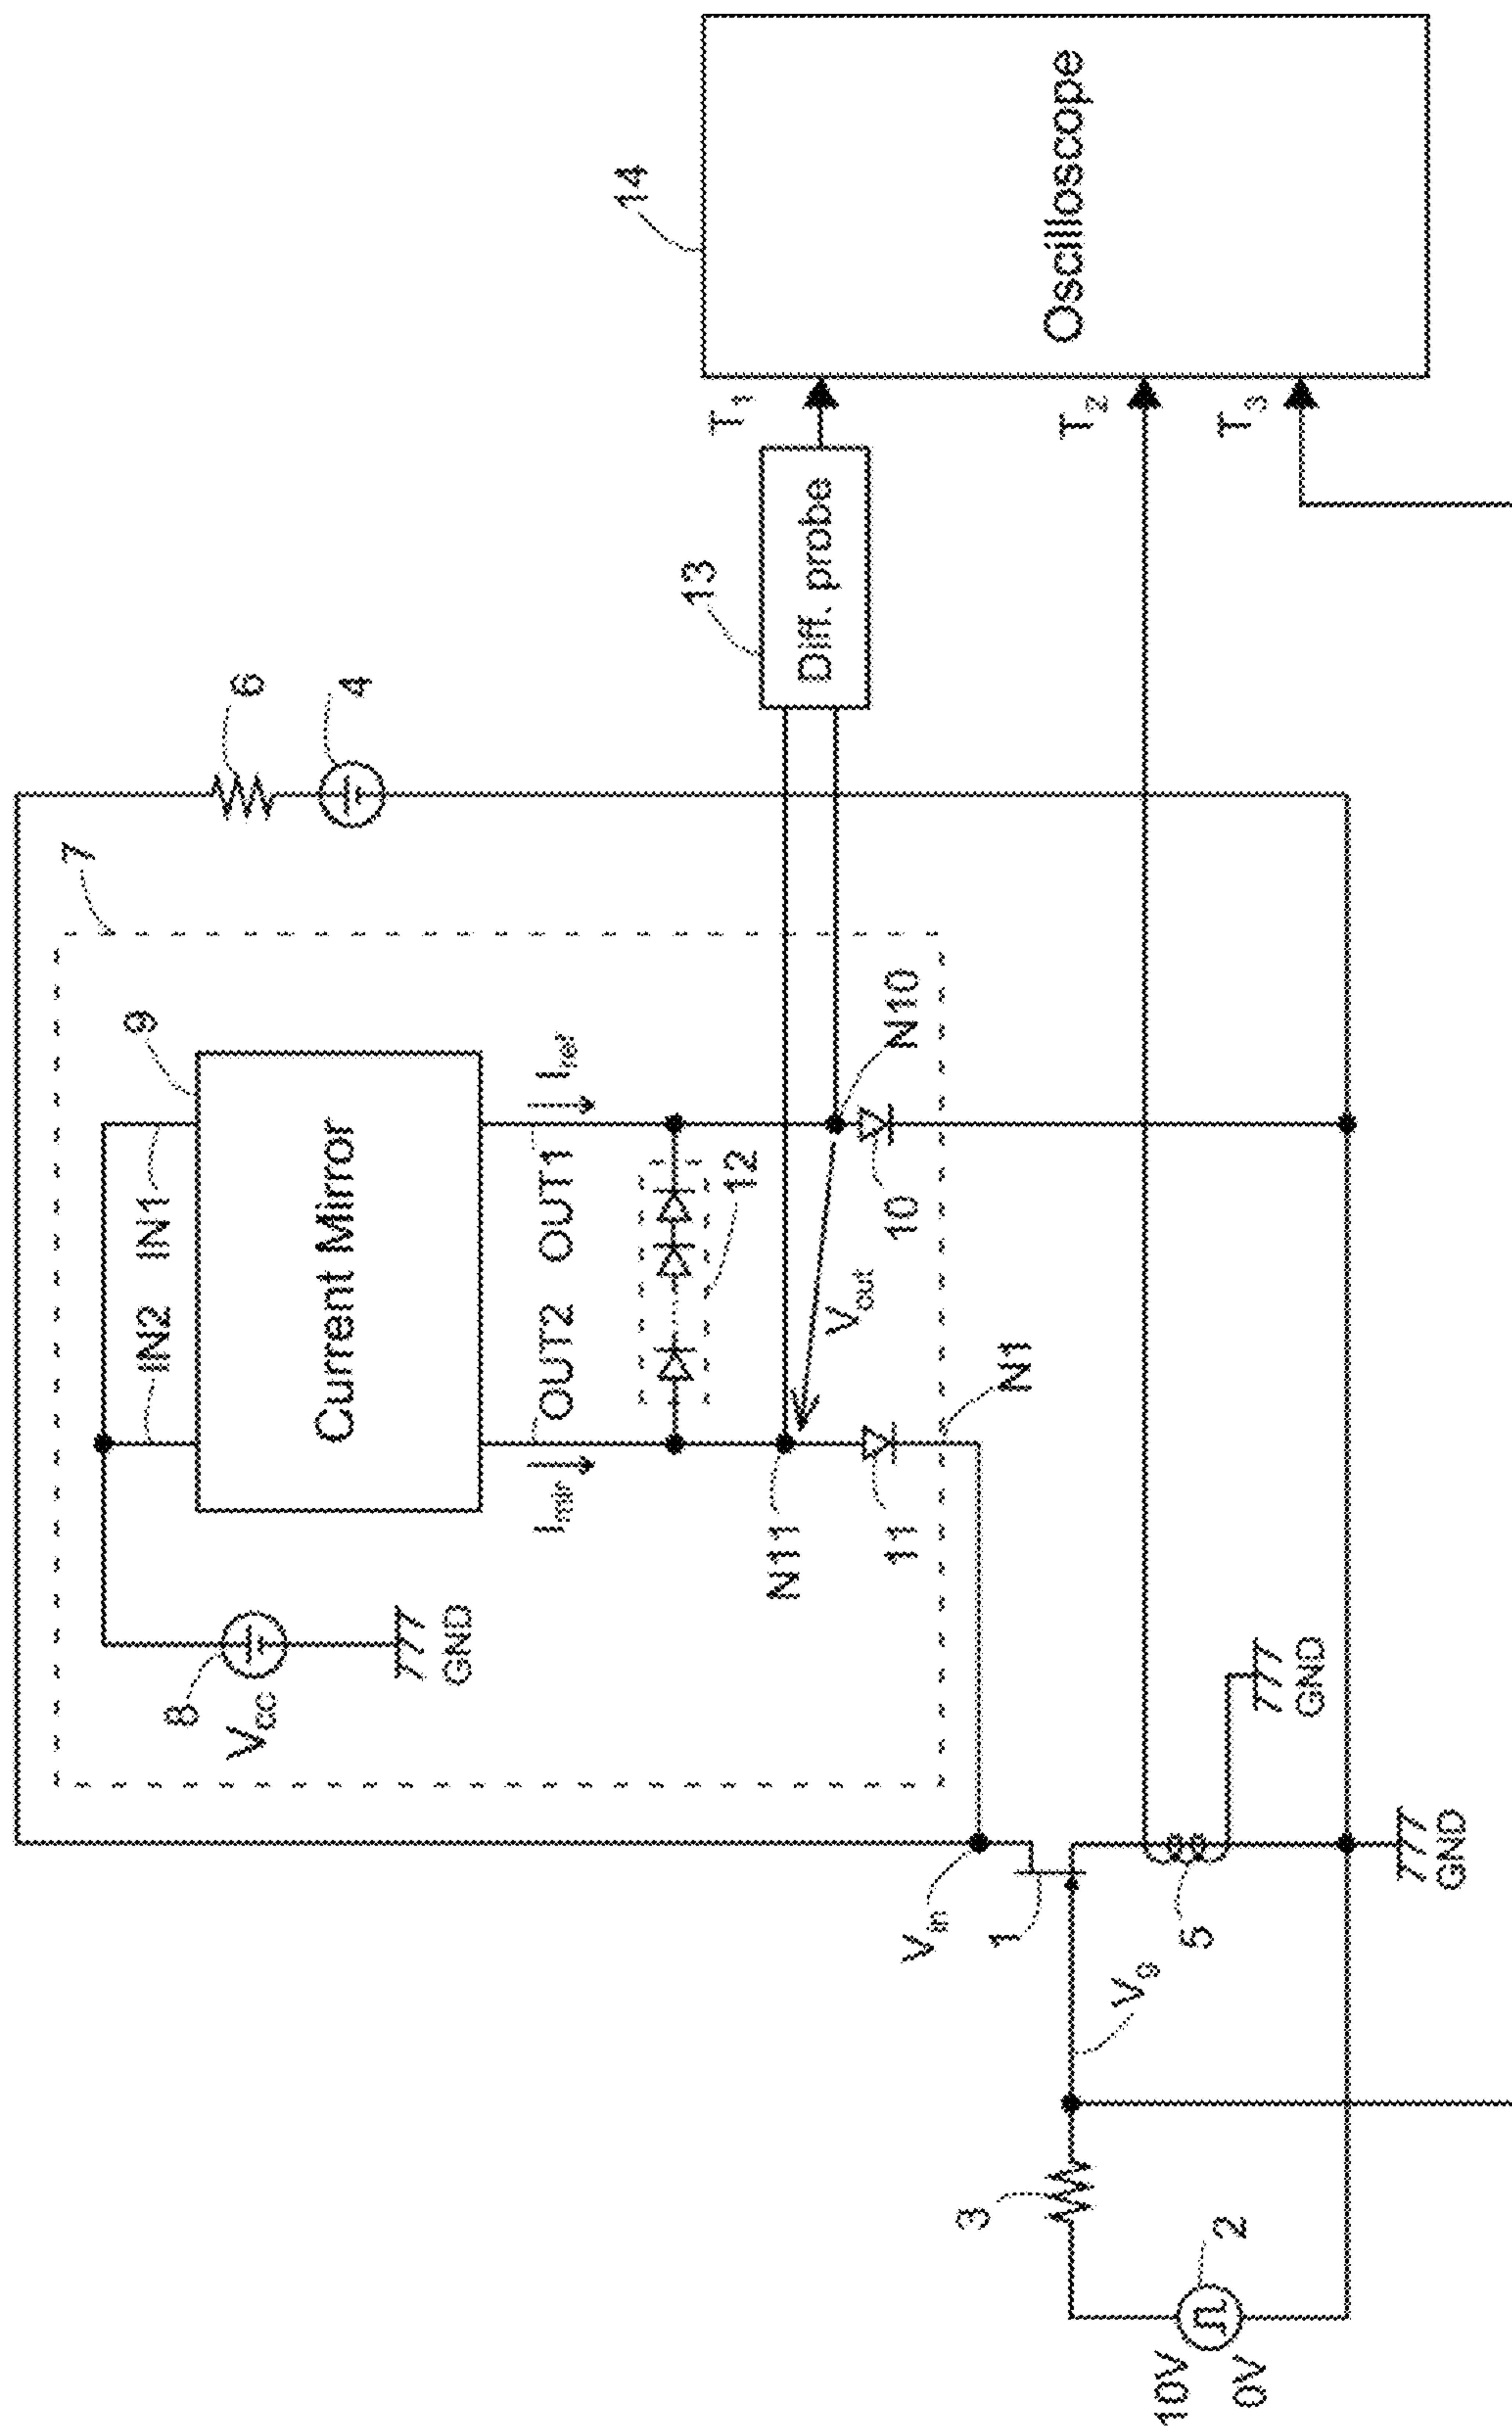 14
Oscilloscope
T1
T2
T3
13
Diff. probe
6
4
7
9
IN1
IN2
Current Mirror
Iref
OUT1
OUT2
Imir
12
N10
10
Vout
N1
N11
11
8
VCC
GND
GND
GND
Vin
1
5
Vg
3
2
10V
0V